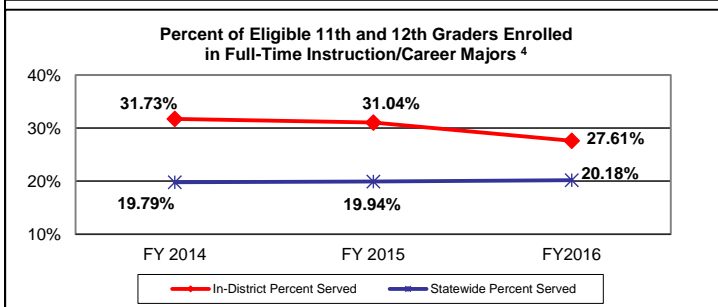 Percent of Eligible 11th and 12th Graders Enrolled
in Full-Time Instruction/Career Majors ⁴
40%
31.73%
31.04%
30%
27.61%
20%
20.18%
19.79%
19.94%
10%
FY 2014
FY 2015
FY2016
In-District Percent Served
Statewide Percent Served